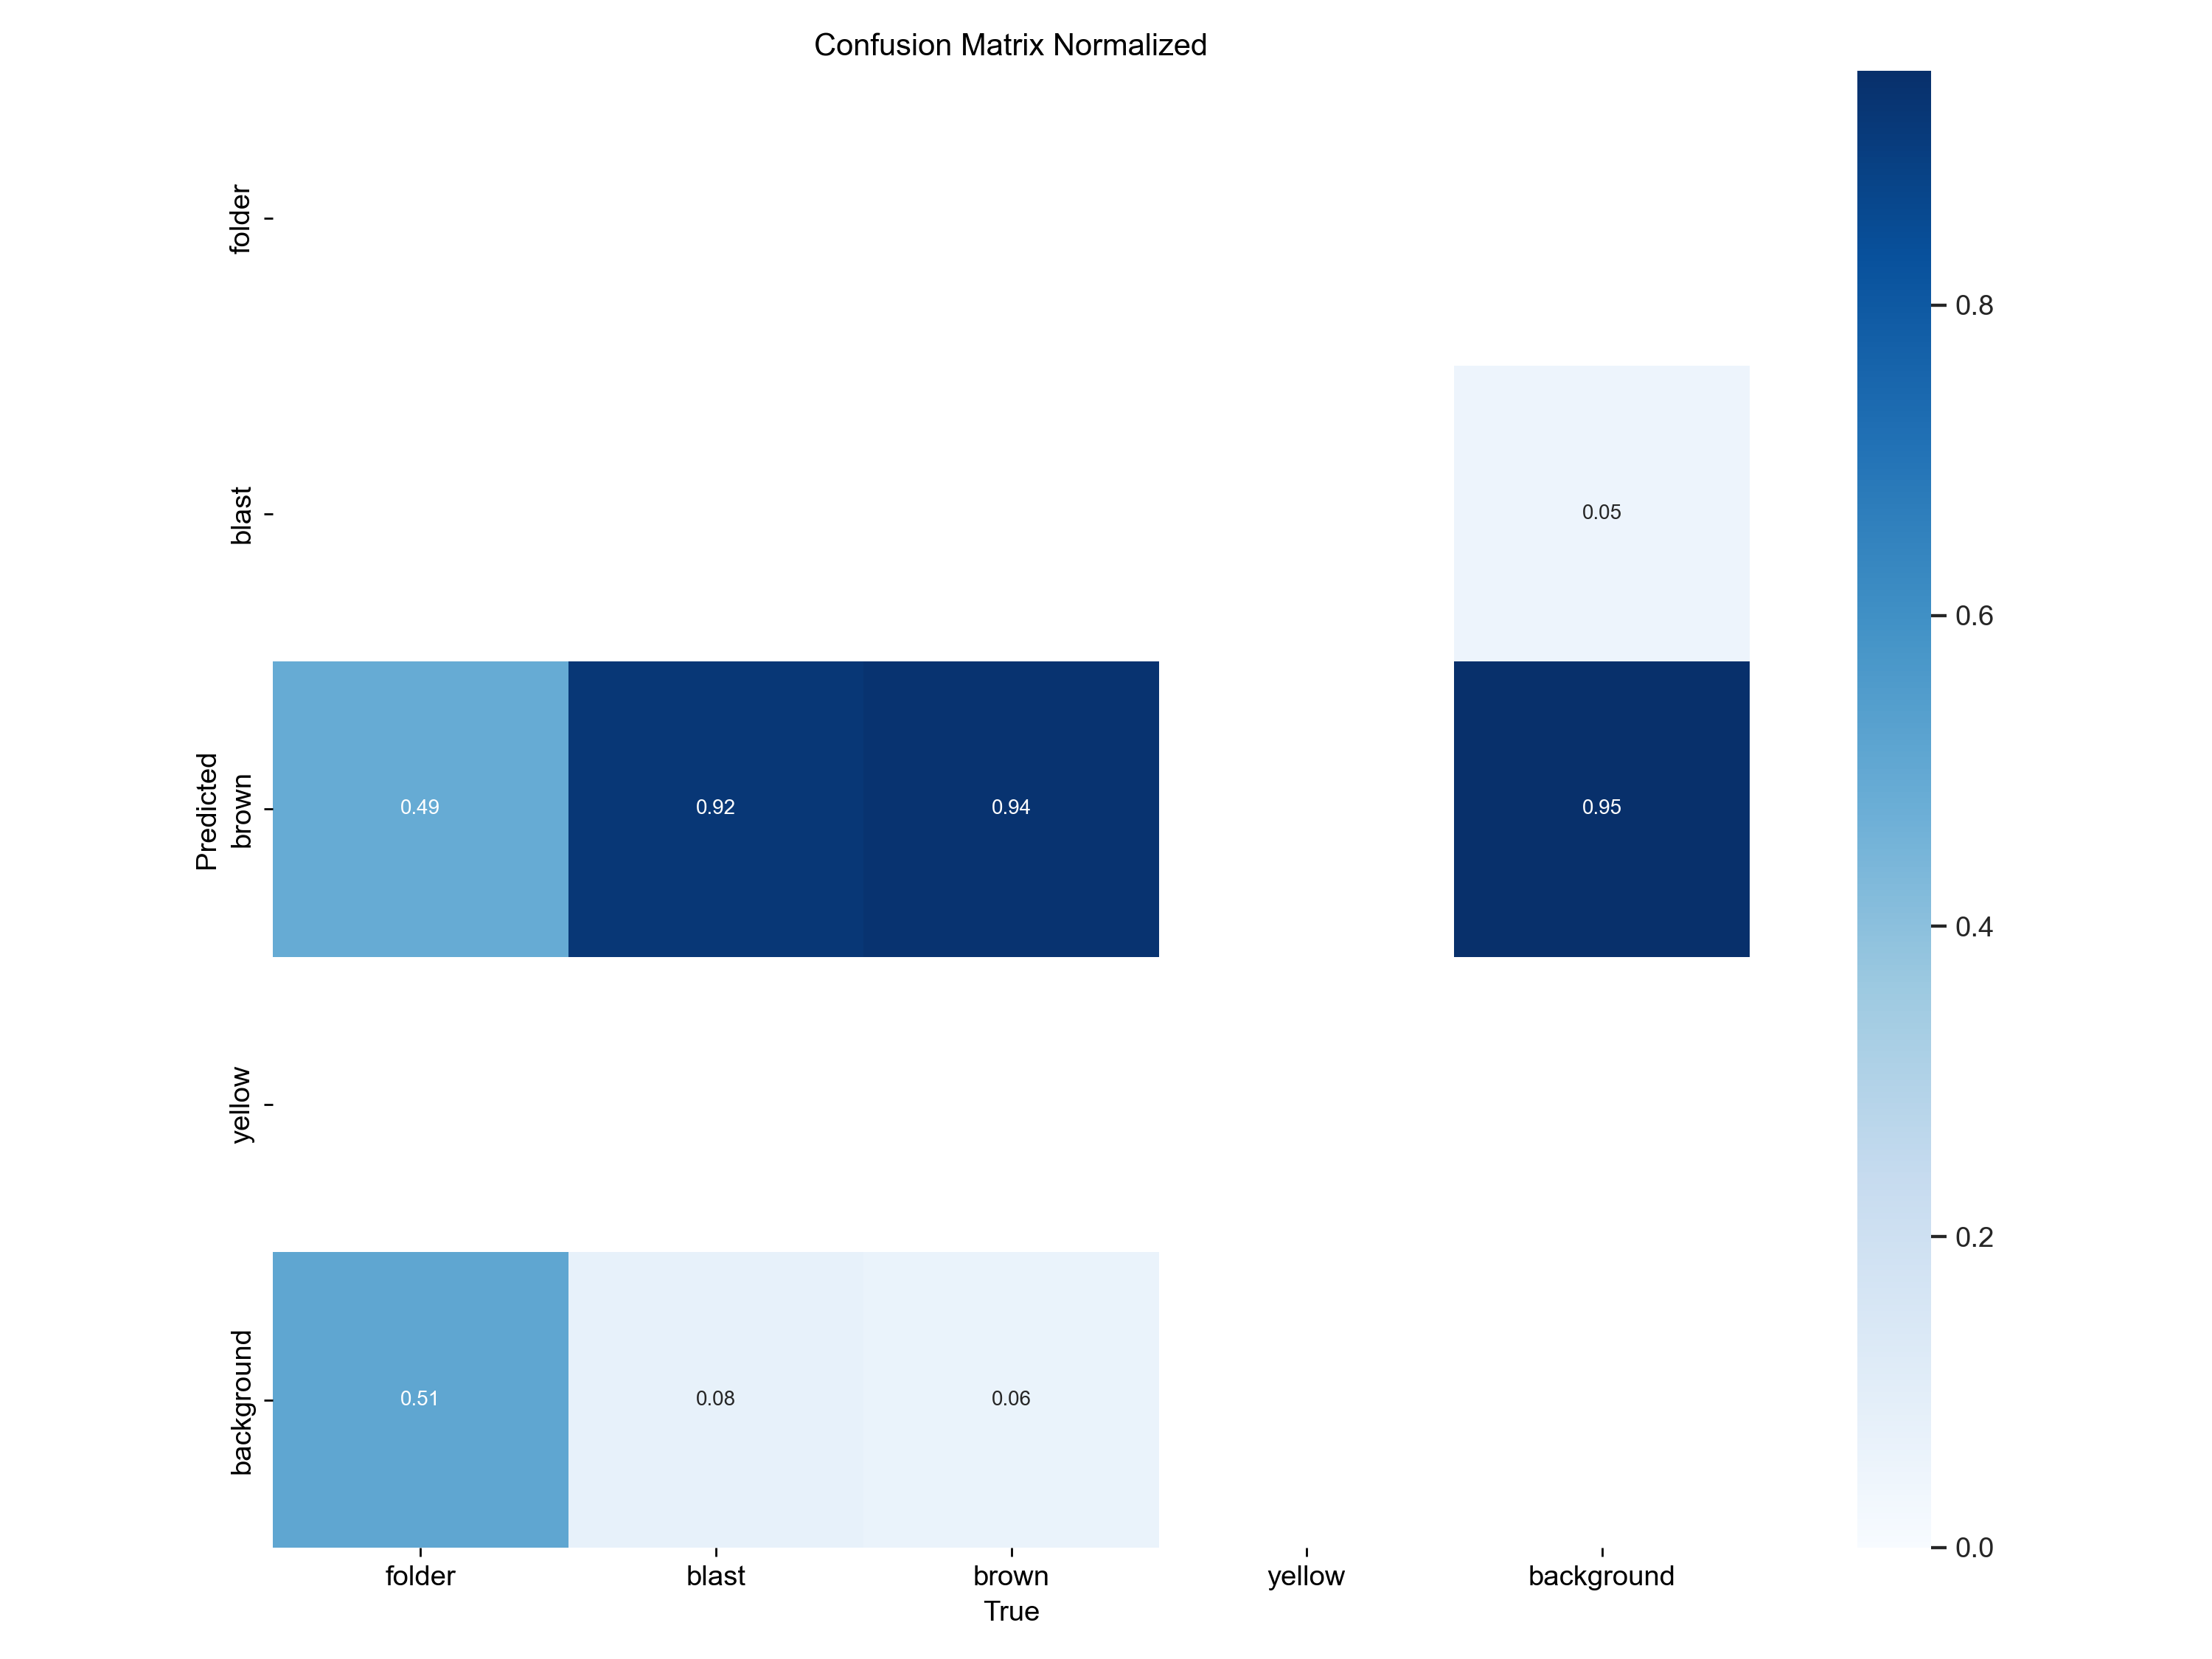 Confusion Matrix Normalized
folder
blast
0.05
Predicted
brown
0.49 0.92 0.94 0.95
yellow
background
0.51 0.08 0.06
folder blast brown yellow background
True
0.8
0.6
0.4
0.2
0.0